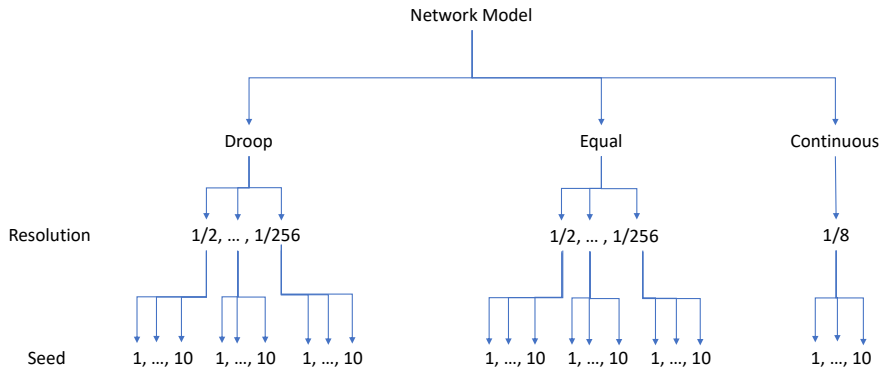 Network Model
Droop Equal Continuous
Resolution 1/2, … , 1/256 1/2, … , 1/256 1/8
Seed 1, …, 10 1, …, 10 1, …, 10 1, …, 10 1, …, 10 1, …, 10 1, …, 10